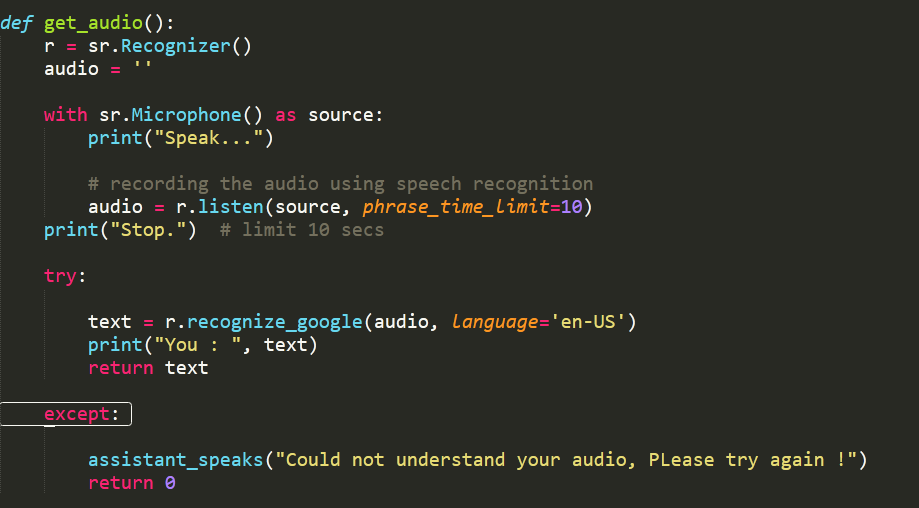 def get_audio():
    r = sr.Recognizer()
    audio = ''
    with sr.Microphone() as source:
        print("Speak...")
        # recording the audio using speech recognition
        audio = r.listen(source, phrase_time_limit=10)
    print("Stop.")  # limit 10 secs
    try:
        text = r.recognize_google(audio, language='en-US')
        print("You : ", text)
        return text
    except:
        assistant_speaks("Could not understand your audio, PLease try again !")
        return 0